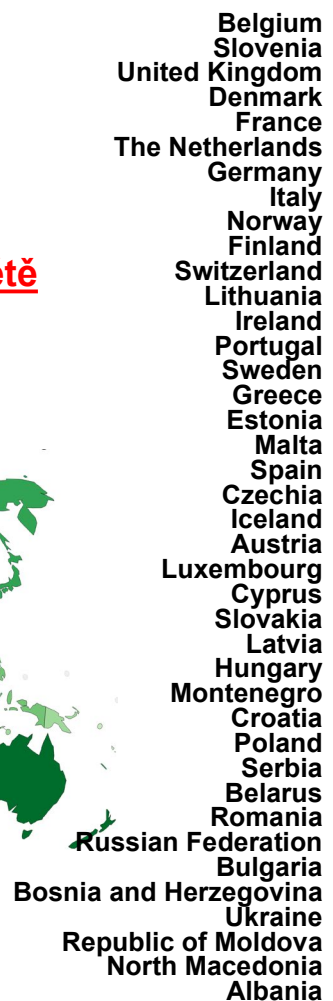 Belgium
Slovenia
United Kingdom
Denmark
France
The Netherlands
Germany
Italy
Norway
Finland
etě
Switzerland
Lithuania
Ireland
Portugal
Sweden
Greece
Estonia
Malta
Spain
Czechia
Iceland
Austria
Luxembourg
Cyprus
Slovakia
Latvia
Hungary
Montenegro
Croatia
Poland
Serbia
Belarus
Romania
Russian Federation
Bulgaria
Bosnia and Herzegovina
Ukraine
Republic of Moldova
North Macedonia
Albania